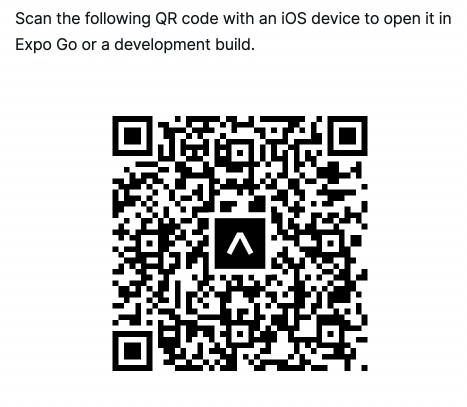 Scan the following QR code with an iOS device to open it in
Expo Go or a development build.